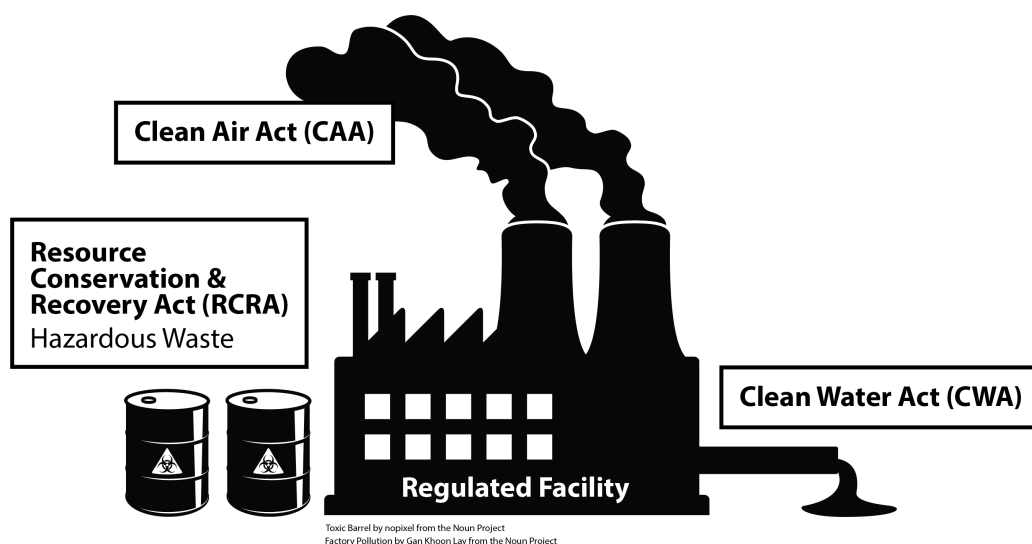 Clean Air Act (CAA)
Resource
Conservation &
Recovery Act (RCRA)
Hazardous Waste
Clean Water Act (CWA)
Regulated Facility
Toxic Barrel by nopixel from the Noun Project
Factory Pollution by Gan Khoon Lay from the Noun Project